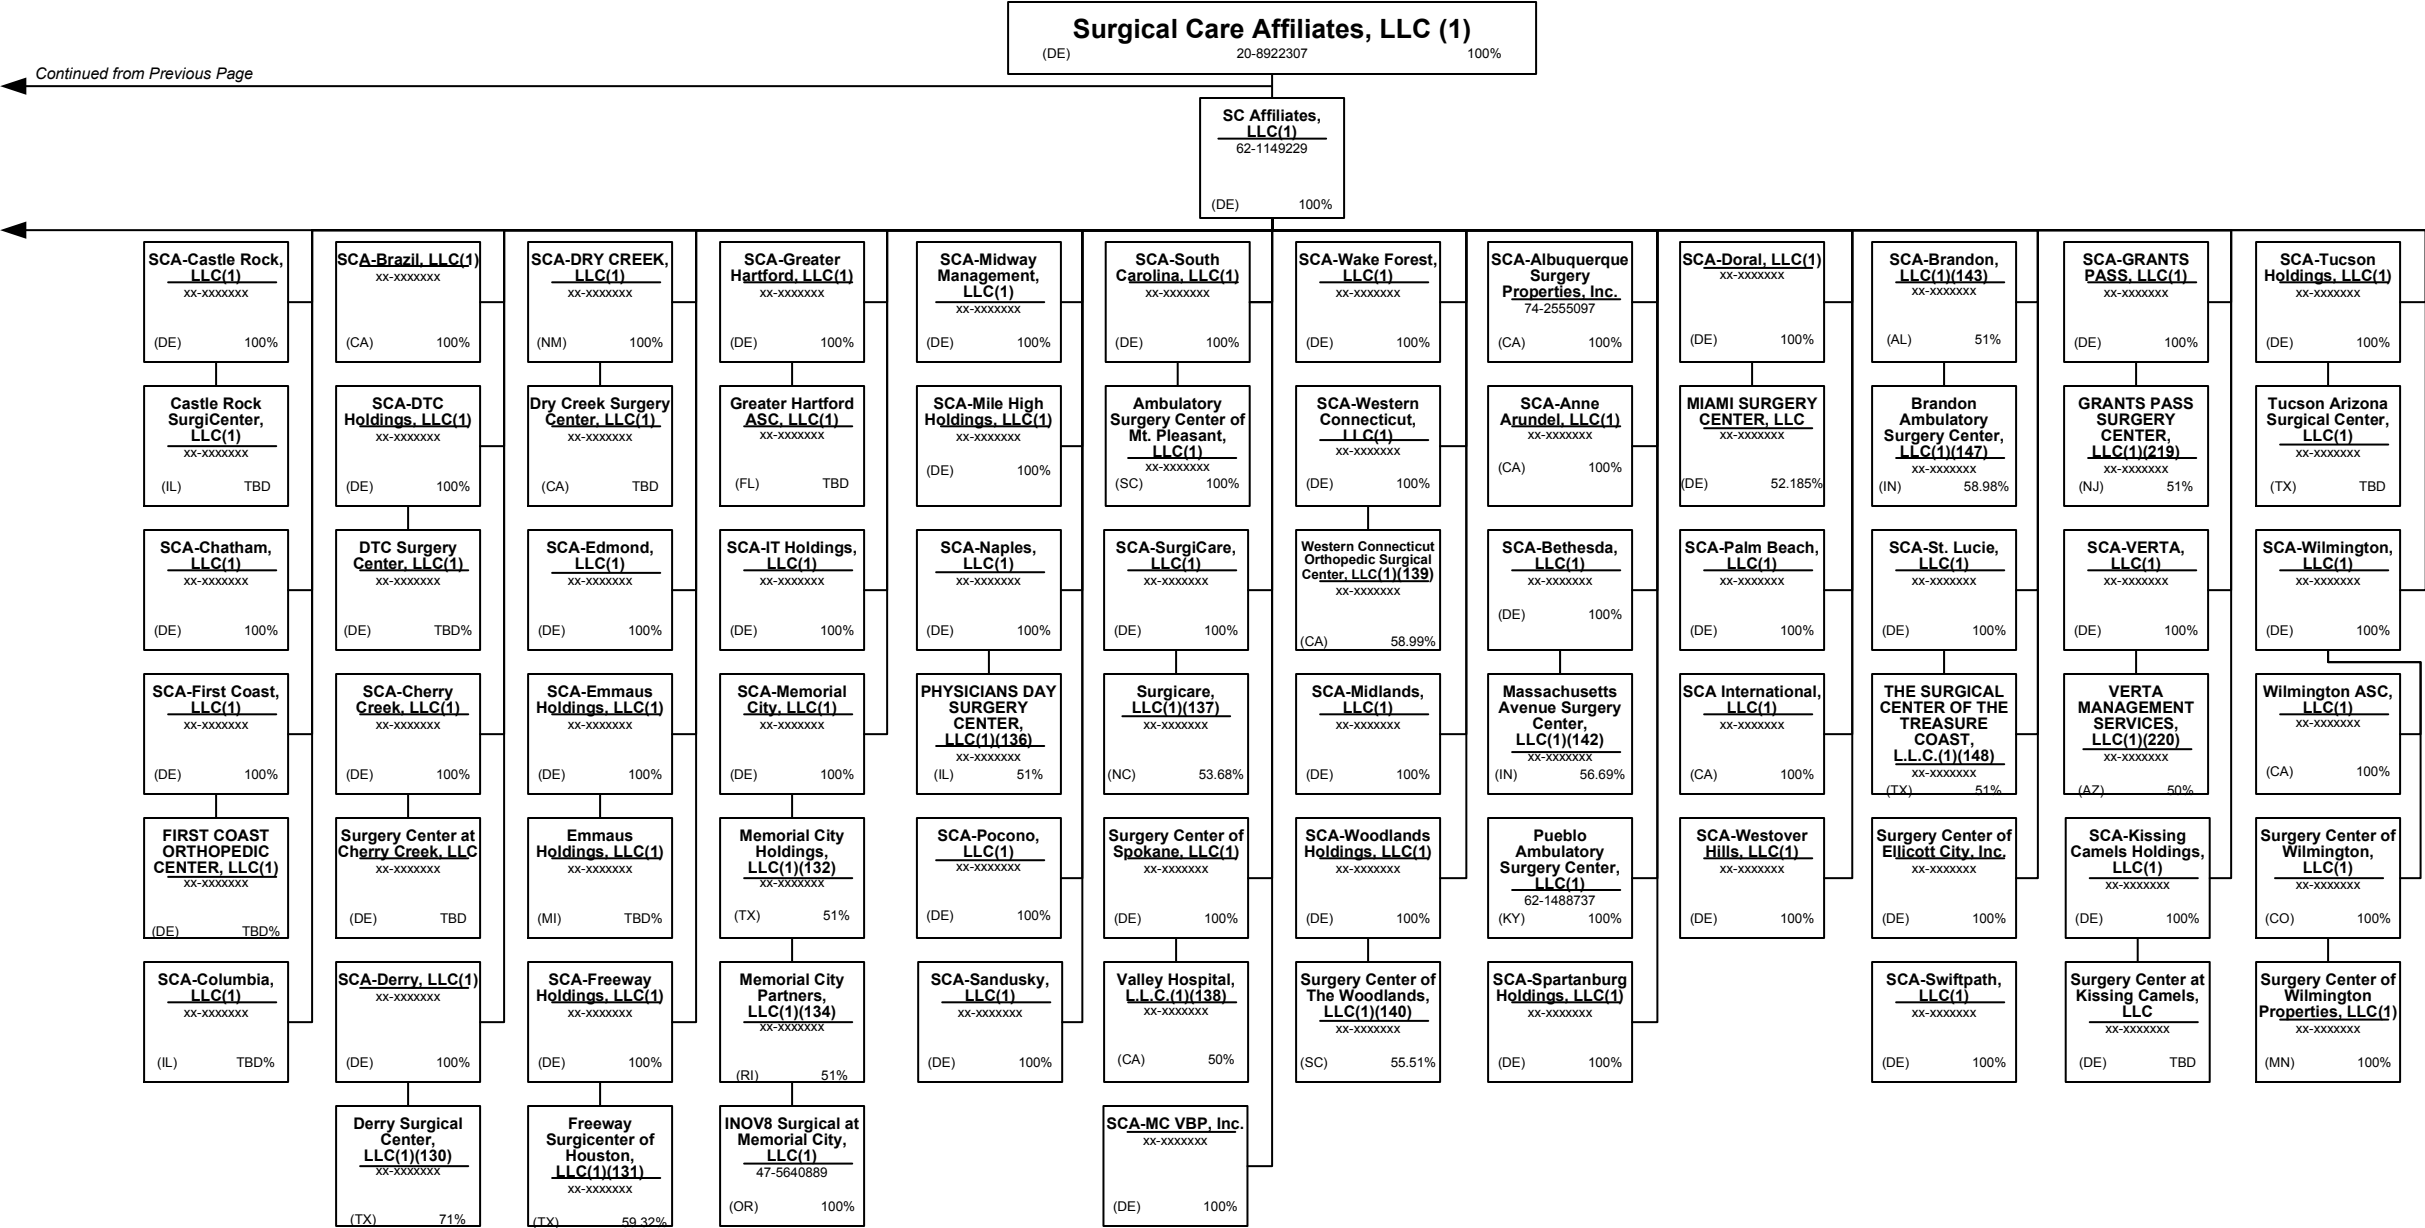 Surgical Care Affiliates, LLC (1)
(DE) 20-8922307 100%
Continued from Previous Page
SC Affiliates,
LLC(1)
62-1149229
(DE) 100%
SCA-Castle Rock,
LLC(1)
xx-xxxxxxx
(DE) 100%
SCA-Brazil, LLC(1)
xx-xxxxxxx
(CA) 100%
SCA-DRY CREEK,
LLC(1)
xx-xxxxxxx
(NM) 100%
SCA-Greater
Hartford, LLC(1)
xx-xxxxxxx
(DE) 100%
SCA-Midway
Management,
LLC(1)
xx-xxxxxxx
(DE) 100%
SCA-South
Carolina, LLC(1)
xx-xxxxxxx
(DE) 100%
SCA-Wake Forest,
LLC(1)
xx-xxxxxxx
(DE) 100%
SCA-Albuquerque
Surgery
Properties, Inc.
74-2555097
(CA) 100%
SCA-Doral, LLC(1)
xx-xxxxxxx
(DE) 100%
SCA-Brandon,
LLC(1)(143)
xx-xxxxxxx
(AL) 51%
SCA-GRANTS
PASS, LLC(1)
xx-xxxxxxx
(DE) 100%
SCA-Tucson
Holdings, LLC(1)
xx-xxxxxxx
(DE) 100%
Castle Rock
SurgiCenter,
LLC(1)
xx-xxxxxxx
(IL) TBD
SCA-DTC
Holdings, LLC(1)
xx-xxxxxxx
(DE) 100%
Dry Creek Surgery
Center, LLC(1)
xx-xxxxxxx
(CA) TBD
Greater Hartford
ASC, LLC(1)
xx-xxxxxxx
(FL) TBD
SCA-Mile High
Holdings, LLC(1)
xx-xxxxxxx
(DE) 100%
Ambulatory
Surgery Center of
Mt. Pleasant,
LLC(1)
xx-xxxxxxx
(SC) 100%
SCA-Western
Connecticut,
LLC(1)
xx-xxxxxxx
(DE) 100%
SCA-Anne
Arundel, LLC(1)
xx-xxxxxxx
(CA) 100%
MIAMI SURGERY
CENTER, LLC
xx-xxxxxxx
(DE) 52.185%
Brandon
Ambulatory
Surgery Center,
LLC(1)(147)
xx-xxxxxxx
(IN) 58.98%
GRANTS PASS
SURGERY
CENTER,
LLC(1)(219)
xx-xxxxxxx
(NJ) 51%
Tucson Arizona
Surgical Center,
LLC(1)
xx-xxxxxxx
(TX) TBD
SCA-Chatham,
LLC(1)
xx-xxxxxxx
(DE) 100%
DTC Surgery
Center, LLC(1)
xx-xxxxxxx
(DE) TBD%
SCA-Edmond,
LLC(1)
xx-xxxxxxx
(DE) 100%
SCA-IT Holdings,
LLC(1)
xx-xxxxxxx
(DE) 100%
SCA-Naples,
LLC(1)
xx-xxxxxxx
(DE) 100%
SCA-SurgiCare,
LLC(1)
xx-xxxxxxx
(DE) 100%
Western Connecticut
Orthopedic Surgical
Center, LLC(1)(139)
xx-xxxxxxx
(CA) 58.99%
SCA-Bethesda,
LLC(1)
xx-xxxxxxx
(DE) 100%
SCA-Palm Beach,
LLC(1)
xx-xxxxxxx
(DE) 100%
SCA-St. Lucie,
LLC(1)
xx-xxxxxxx
(DE) 100%
SCA-VERTA,
LLC(1)
xx-xxxxxxx
(DE) 100%
SCA-Wilmington,
LLC(1)
xx-xxxxxxx
(DE) 100%
SCA-First Coast,
LLC(1)
xx-xxxxxxx
(DE) 100%
SCA-Cherry
Creek, LLC(1)
xx-xxxxxxx
(DE) 100%
SCA-Emmaus
Holdings, LLC(1)
xx-xxxxxxx
(DE) 100%
SCA-Memorial
City, LLC(1)
xx-xxxxxxx
(DE) 100%
PHYSICIANS DAY
SURGERY
CENTER,
LLC(1)(136)
xx-xxxxxxx
(IL) 51%
Surgicare,
LLC(1)(137)
xx-xxxxxxx
(NC) 53.68%
SCA-Midlands,
LLC(1)
xx-xxxxxxx
(DE) 100%
Massachusetts
Avenue Surgery
Center,
LLC(1)(142)
xx-xxxxxxx
(IN) 56.69%
SCA International,
LLC(1)
xx-xxxxxxx
(CA) 100%
THE SURGICAL
CENTER OF THE
TREASURE
COAST,
L.L.C.(1)(148)
xx-xxxxxxx
(TX) 51%
VERTA
MANAGEMENT
SERVICES,
LLC(1)(220)
xx-xxxxxxx
(AZ) 50%
Wilmington ASC,
LLC(1)
xx-xxxxxxx
(CA) 100%
FIRST COAST
ORTHOPEDIC
CENTER, LLC(1)
xx-xxxxxxx
(DE) TBD%
Surgery Center at
Cherry Creek, LLC
xx-xxxxxxx
(DE) TBD
Emmaus
Holdings, LLC(1)
xx-xxxxxxx
(MI) TBD%
Memorial City
Holdings,
LLC(1)(132)
xx-xxxxxxx
(TX) 51%
SCA-Pocono,
LLC(1)
xx-xxxxxxx
(DE) 100%
Surgery Center of
Spokane, LLC(1)
xx-xxxxxxx
(DE) 100%
SCA-Woodlands
Holdings, LLC(1)
xx-xxxxxxx
(DE) 100%
Pueblo
Ambulatory
Surgery Center,
LLC(1)
62-1488737
(KY) 100%
SCA-Westover
Hills, LLC(1)
xx-xxxxxxx
(DE) 100%
Surgery Center of
Ellicott City, Inc.
xx-xxxxxxx
(DE) 100%
SCA-Kissing
Camels Holdings,
LLC(1)
xx-xxxxxxx
(DE) 100%
Surgery Center of
Wilmington,
LLC(1)
xx-xxxxxxx
(CO) 100%
SCA-Columbia,
LLC(1)
xx-xxxxxxx
(IL) TBD%
SCA-Derry, LLC(1)
xx-xxxxxxx
(DE) 100%
SCA-Freeway
Holdings, LLC(1)
xx-xxxxxxx
(DE) 100%
Memorial City
Partners,
LLC(1)(134)
xx-xxxxxxx
(RI) 51%
SCA-Sandusky,
LLC(1)
xx-xxxxxxx
(DE) 100%
Valley Hospital,
L.L.C.(1)(138)
xx-xxxxxxx
(CA) 50%
Surgery Center of
The Woodlands,
LLC(1)(140)
xx-xxxxxxx
(SC) 55.51%
SCA-Spartanburg
Holdings, LLC(1)
xx-xxxxxxx
(DE) 100%
SCA-Swiftpath,
LLC(1)
xx-xxxxxxx
(DE) 100%
Surgery Center at
Kissing Camels,
LLC
xx-xxxxxxx
(DE) TBD
Surgery Center of
Wilmington
Properties, LLC(1)
xx-xxxxxxx
(MN) 100%
Derry Surgical
Center,
LLC(1)(130)
xx-xxxxxxx
(TX) 71%
Freeway
Surgicenter of
Houston,
LLC(1)(131)
xx-xxxxxxx
(TX) 59.32%
INOV8 Surgical at
Memorial City,
LLC(1)
47-5640889
(OR) 100%
SCA-MC VBP, Inc.
xx-xxxxxxx
(DE) 100%